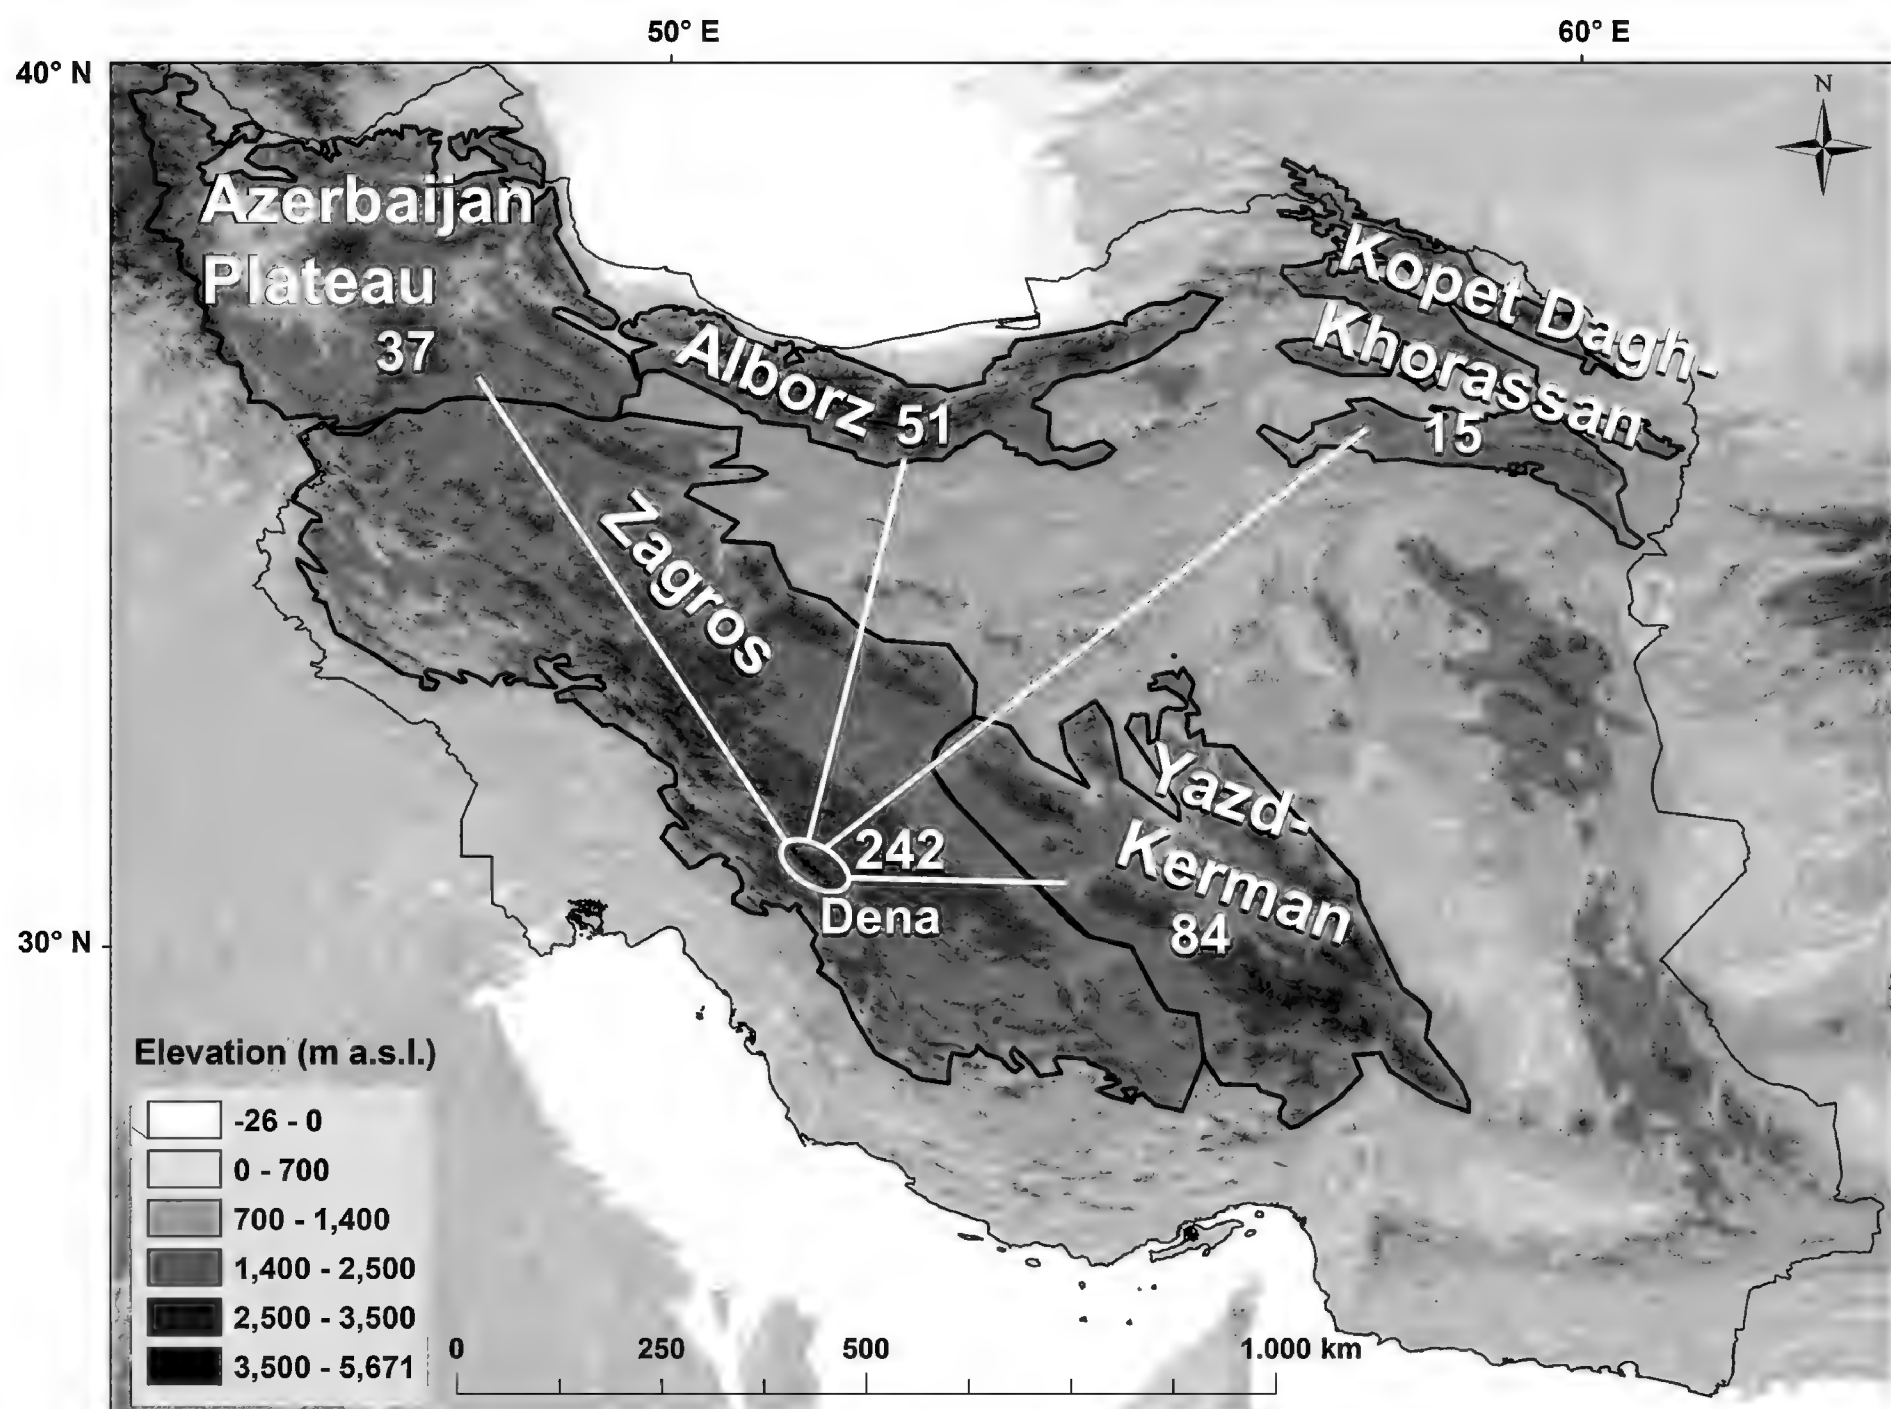 50° E
60° E
40° N
N
Azerbaijan
Plateau
37
Kopet Dagh-
Khorassan
15
Alborz 51
Zagros
Yazd-
Kerman
84
242
Dena
30° N
Elevation (m a.s.l.)
-26 - 0
0 - 700
700 - 1,400
1,400 - 2,500
2,500 - 3,500
3,500 - 5,671
0 250 500 1.000 km